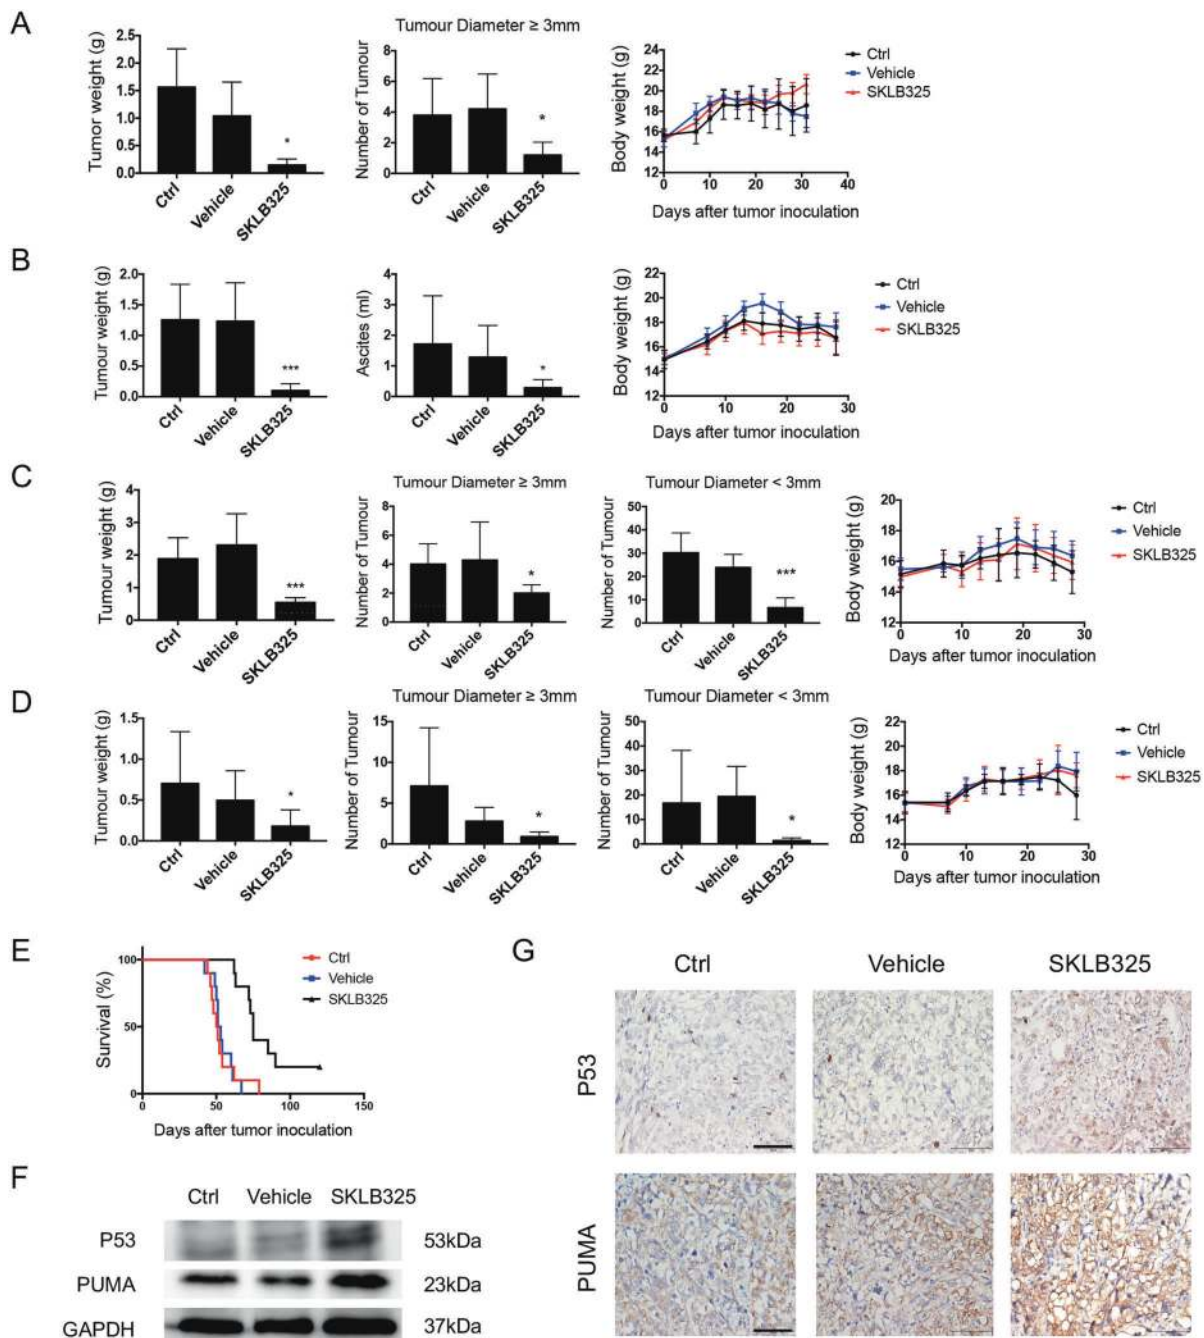 A
Tumor weight (g)
2.5
2.0
1.5
1.0
0.5
0.0
*
Ctrl
Vehicle
SKLB325
Tumour Diameter ≥ 3mm
Number of Tumour
8
6
4
2
0
*
Ctrl
Vehicle
SKLB325
Body weight (g)
24
22
20
18
16
14
12
0 10 20 30 40
Days after tumor inoculation
Ctrl
Vehicle
SKLB325
B
Tumour weight (g)
2.0
1.5
1.0
0.5
0.0
***
Ctrl
Vehicle
SKLB325
Ascites (ml)
4
3
2
1
0
*
Ctrl
Vehicle
SKLB325
Body weight (g)
22
20
18
16
14
12
0 10 20 30
Days after tumor inoculation
Ctrl
Vehicle
SKLB325
C
Tumour weight (g)
4
3
2
1
0
***
Ctrl
Vehicle
SKLB325
Tumour Diameter ≥ 3mm
Number of Tumour
8
6
4
2
0
*
Ctrl
Vehicle
SKLB325
Tumour Diameter < 3mm
Number of Tumour
50
40
30
20
10
0
***
Ctrl
Vehicle
SKLB325
Body weight (g)
20
18
16
14
12
0 10 20 30
Days after tumor inoculation
Ctrl
Vehicle
SKLB325
D
Tumour weight (g)
1.5
1.0
0.5
0.0
*
Ctrl
Vehicle
SKLB325
Tumour Diameter ≥ 3mm
Number of Tumour
15
10
5
0
*
Ctrl
Vehicle
SKLB325
Tumour Diameter < 3mm
Number of Tumour
50
40
30
20
10
0
*
Ctrl
Vehicle
SKLB325
Body weight (g)
22
20
18
16
14
12
0 10 20 30
Days after tumor inoculation
Ctrl
Vehicle
SKLB325
E
Survival (%)
100
50
0
0 50 100 150
Days after tumor inoculation
Ctrl
Vehicle
SKLB325
F
Ctrl Vehicle SKLB325
P53 53kDa
PUMA 23kDa
GAPDH 37kDa
G
Ctrl Vehicle SKLB325
P53
PUMA